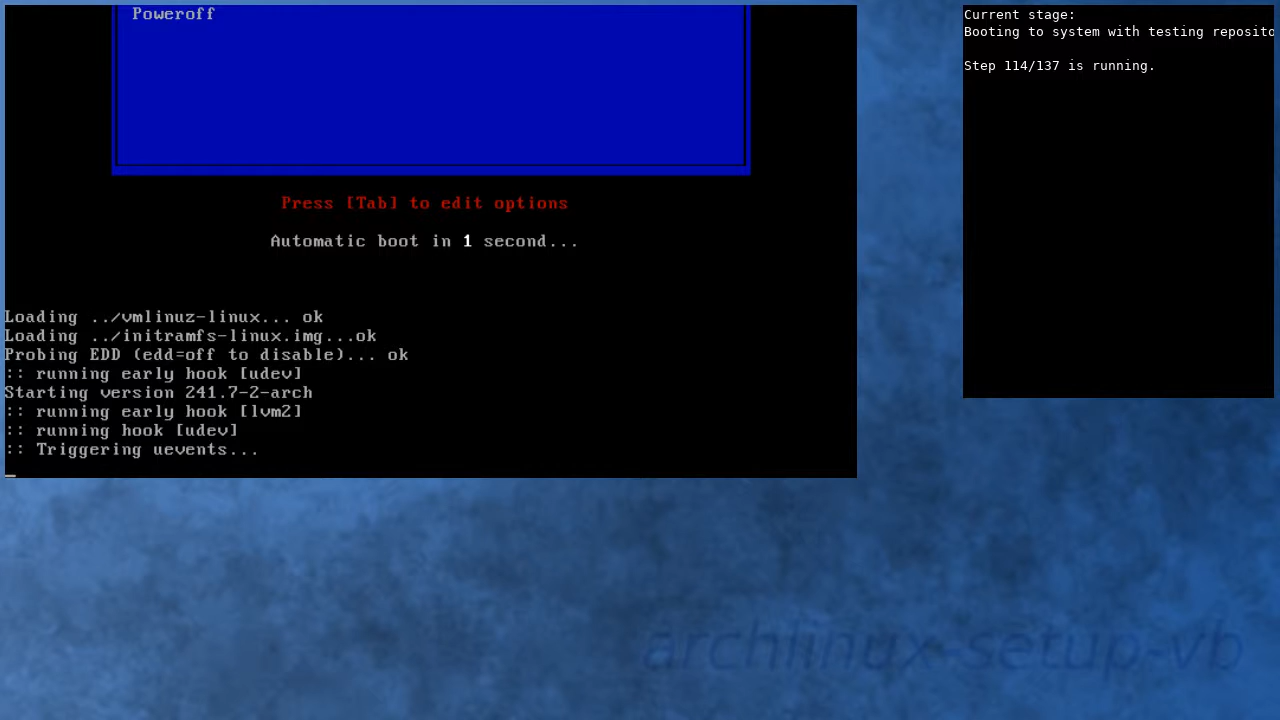 Poweroff
Press [Tab] to edit options
Automatic boot in 1 second...
Loading ../vmlinuz-linux... ok
Loading ../initramfs-linux.img...ok
Probing EDD (edd=off to disable)... ok
:: running early hook [udev]
Starting version 241.7-2-arch
:: running early hook [lvm2]
:: running hook [udev]
:: Triggering uevents...
_
Current stage:
Booting to system with testing reposito
Step 114/137 is running.
archlinux-setup-vb